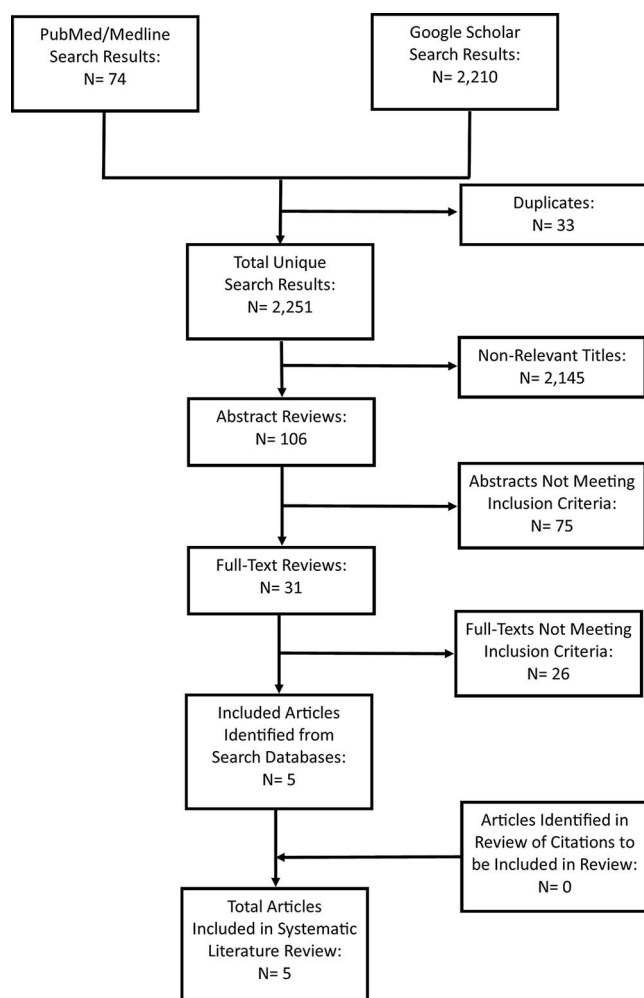 PubMed/Medline
Search Results:
N= 74
Google Scholar
Search Results:
N= 2,210
Duplicates:
N= 33
Total Unique
Search Results:
N= 2,251
Non-Relevant Titles:
N= 2,145
Abstract Reviews:
N= 106
Abstracts Not Meeting
Inclusion Criteria:
N= 75
Full-Text Reviews:
N= 31
Full-Texts Not Meeting
Inclusion Criteria:
N= 26
Included Articles
Identified from
Search Databases:
N= 5
Articles Identified in
Review of Citations to
be Included in Review:
N= 0
Total Articles
Included in Systematic
Literature Review:
N= 5